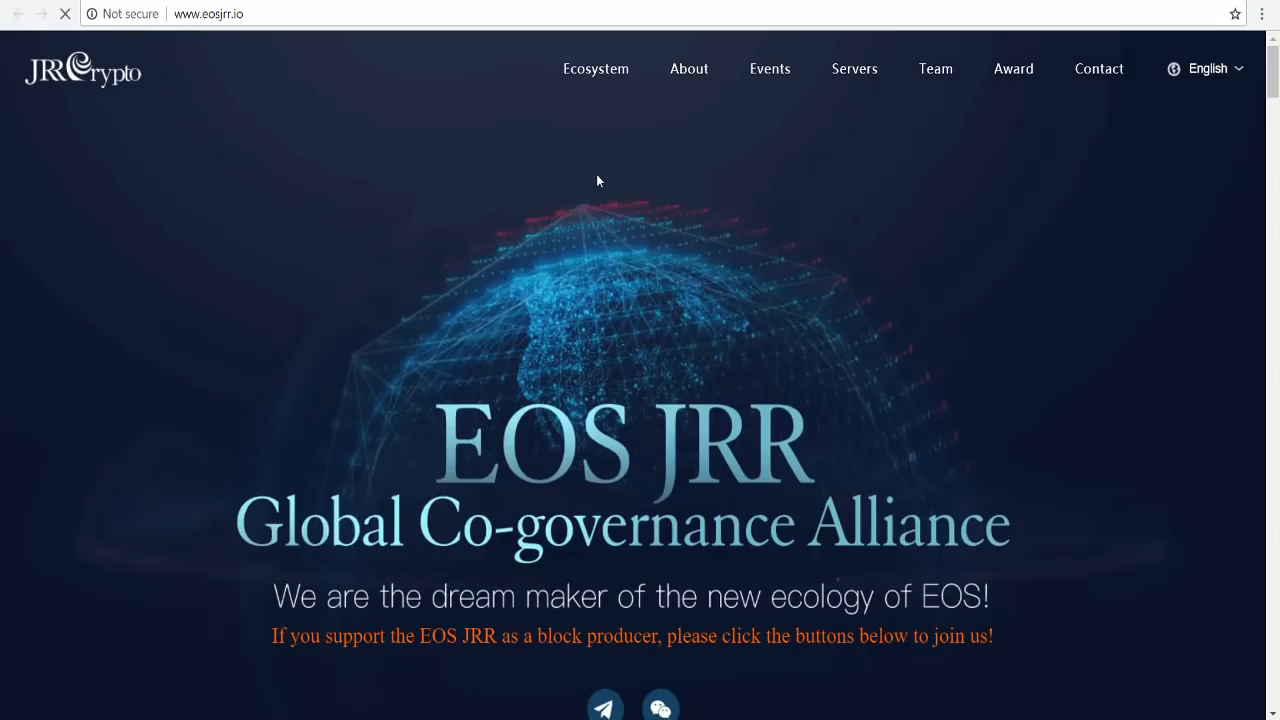 Not secure www.eosjrr.io
JRR Crypto
Ecosystem About Events Servers Team Award Contact English
EOS JRR
Global Co-governance Alliance
We are the dream maker of the new ecology of EOS!
If you support the EOS JRR as a block producer, please click the buttons below to join us!